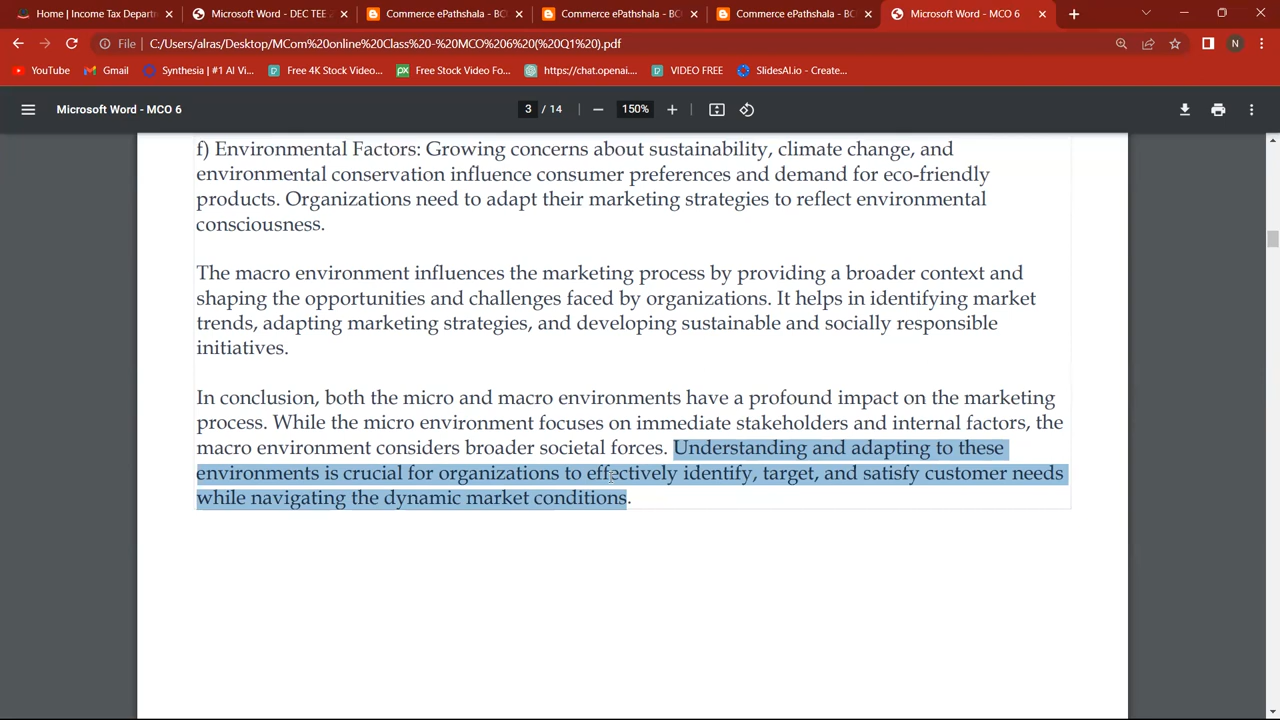 Home | Income Tax Depart
Microsoft Word - DEC TEE 2
Commerce ePathshala - BC
Commerce ePathshala - BC
Commerce ePathshala - BC
Microsoft Word - MCO 6
File | C:/Users/alras/Desktop/MCom%20online%20Class%20-%20MCO%206%20(%20Q1%20).pdf
N
YouTube
Gmail
Synthesia | #1 AI Vi...
Free 4K Stock Video...
Free Stock Video Fo...
https://chat.openai....
VIDEO FREE
SlidesAI.io - Create...
Microsoft Word - MCO 6
3 / 14
150%
f) Environmental Factors: Growing concerns about sustainability, climate change, and
environmental conservation influence consumer preferences and demand for eco-friendly
products. Organizations need to adapt their marketing strategies to reflect environmental
consciousness.
The macro environment influences the marketing process by providing a broader context and
shaping the opportunities and challenges faced by organizations. It helps in identifying market
trends, adapting marketing strategies, and developing sustainable and socially responsible
initiatives.
In conclusion, both the micro and macro environments have a profound impact on the marketing
process. While the micro environment focuses on immediate stakeholders and internal factors, the
macro environment considers broader societal forces. Understanding and adapting to these
environments is crucial for organizations to effectively identify, target, and satisfy customer needs
while navigating the dynamic market conditions.